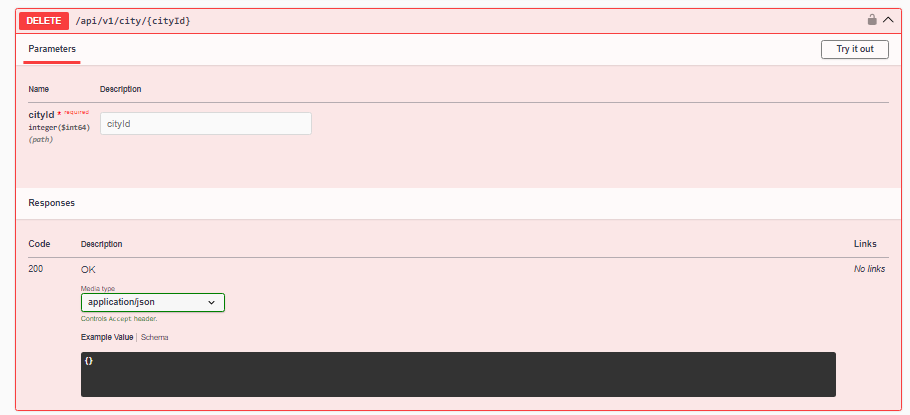 DELETE /api/v1/city/{cityId}
Parameters Try it out
Name Description
cityId * required
integer($int64)
(path)
cityId
Responses
Code Description Links
200 OK No links
Media type
application/json
Controls Accept header.
Example Value | Schema
{}